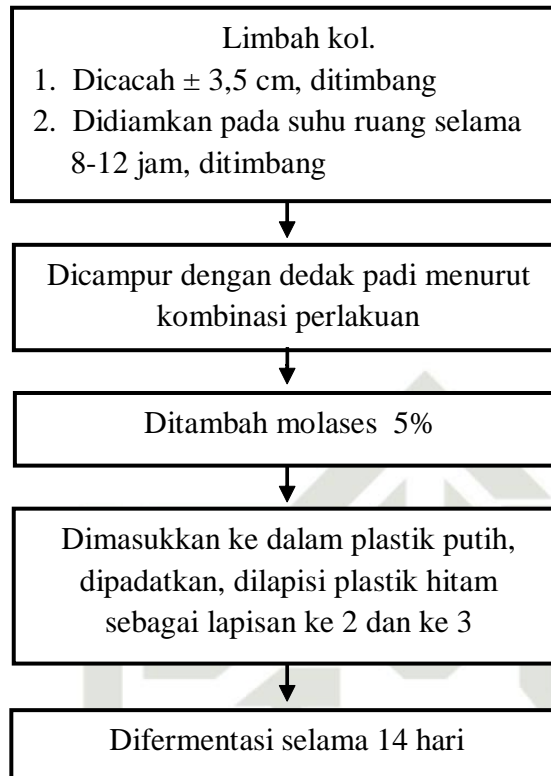 Limbah kol.
1. Dicacah ± 3,5 cm, ditimbang
2. Didiamkan pada suhu ruang selama
8-12 jam, ditimbang
Dicampur dengan dedak padi menurut
kombinasi perlakuan
Ditambah molases 5%
Dimasukkan ke dalam plastik putih,
dipadatkan, dilapisi plastik hitam
sebagai lapisan ke 2 dan ke 3
Difermentasi selama 14 hari